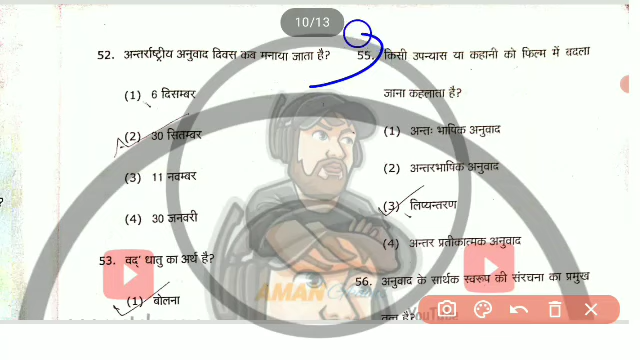 10/13
52. अन्तर्राष्ट्रीय अनुवाद दिवस कब मनाया जाता है?
(1) 6 दिसम्बर
(2) 30 सितम्बर
(3) 11 नवम्बर
(4) 30 जनवरी
53. वद्' धातु का अर्थ है?
(1) बोलना
55. किसी उपन्यास या कहानी को फिल्म में बदला
जाना कहलाता है?
(1) अन्तः भाषिक अनुवाद
(2) अन्तरभाषिक अनुवाद
(3) लिप्यन्तरण
(4) अन्तर प्रतीकात्मक अनुवाद
56. अनुवाद के सार्थक स्वरूप की संरचना का प्रमुख
तत्व है?
AMAN
YouTube